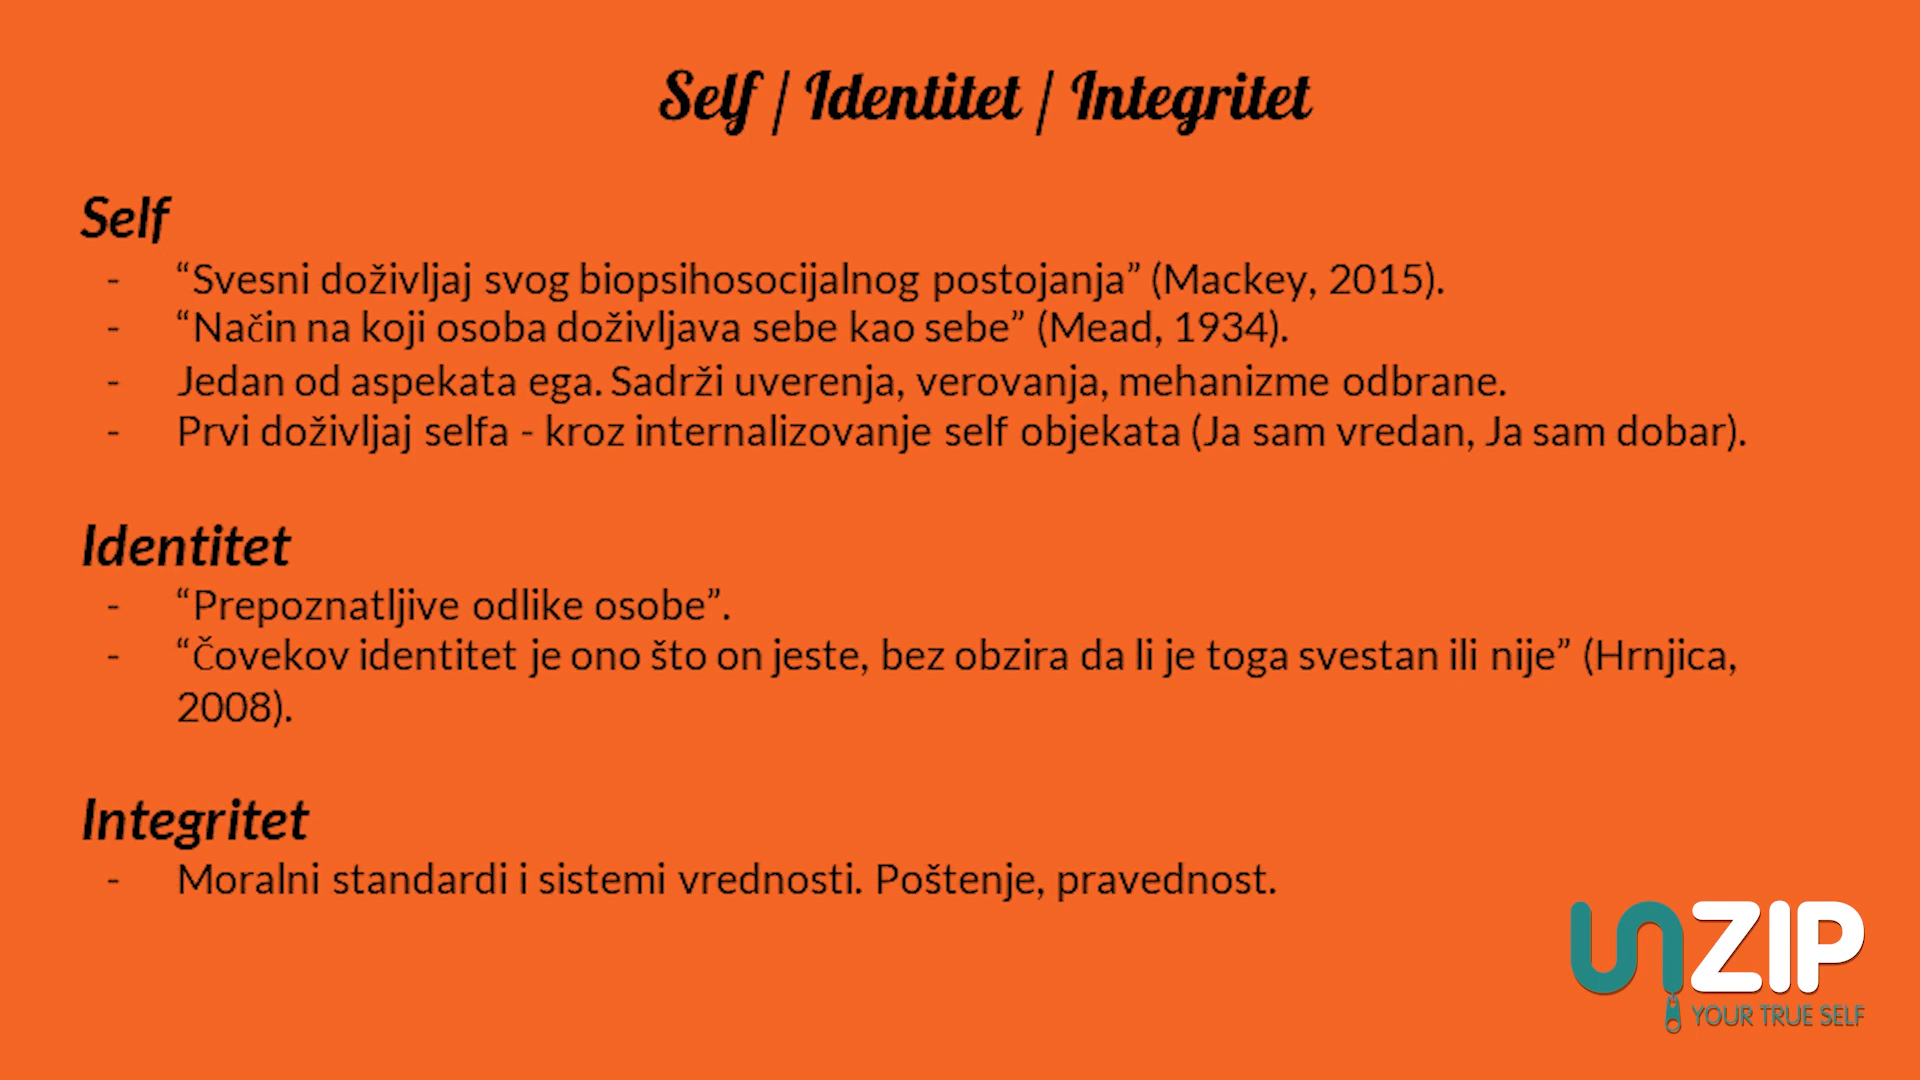 Self / Identitet / Integritet
Self
- “Svesni doživljaj svog biopsihosocijalnog postojanja” (Mackey, 2015).
- “Način na koji osoba doživljava sebe kao sebe” (Mead, 1934).
- Jedan od aspekata ega. Sadrži uverenja, verovanja, mehanizme odbrane.
- Prvi doživljaj selfa - kroz internalizovanje self objekata (Ja sam vredan, Ja sam dobar).
Identitet
- “Prepoznatljive odlike osobe”.
- “Čovekov identitet je ono što on jeste, bez obzira da li je toga svestan ili nije” (Hrnjica,
2008).
Integritet
- Moralni standardi i sistemi vrednosti. Poštenje, pravednost.
unZIP
YOUR TRUE SELF